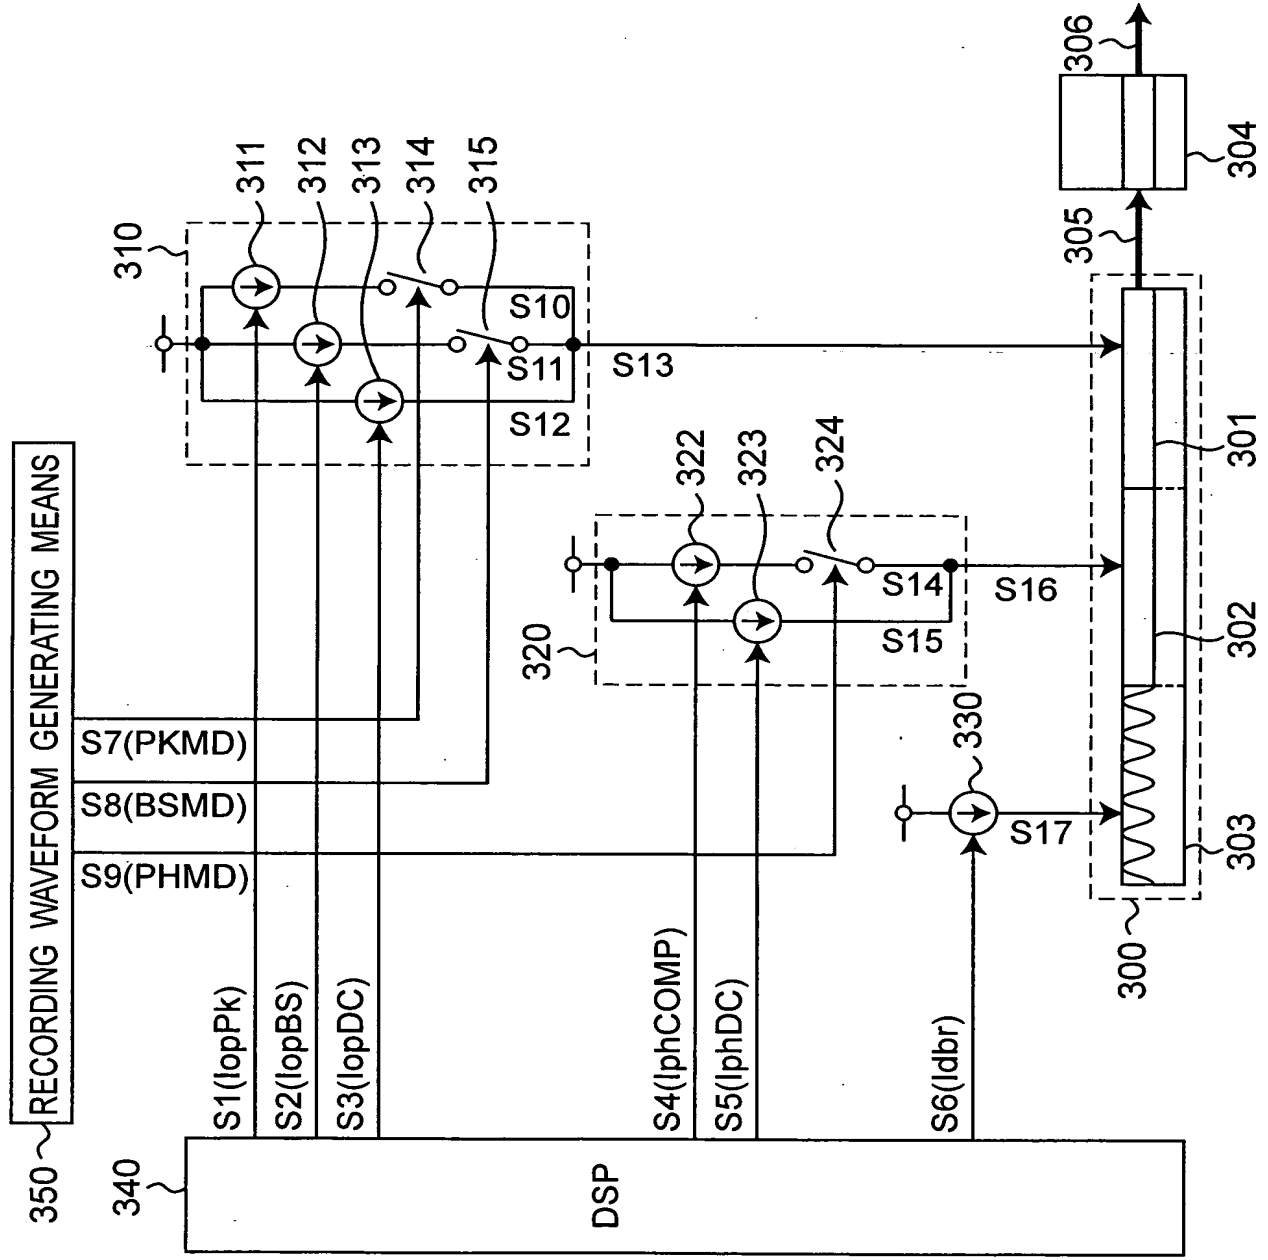 350
RECORDING WAVEFORM GENERATING MEANS
S7(PKMD)
S8(BSMD)
S9(PHMD)
340
DSP
S1(IopPk)
S2(IopBS)
S3(IopDC)
S4(IphCOMP)
S5(IphDC)
S6(Idbr)
310
311
312
313
314
315
S10
S11
S12
S13
320
322
323
324
S14
S15
S16
330
S17
300
301
302
303
304
305
306